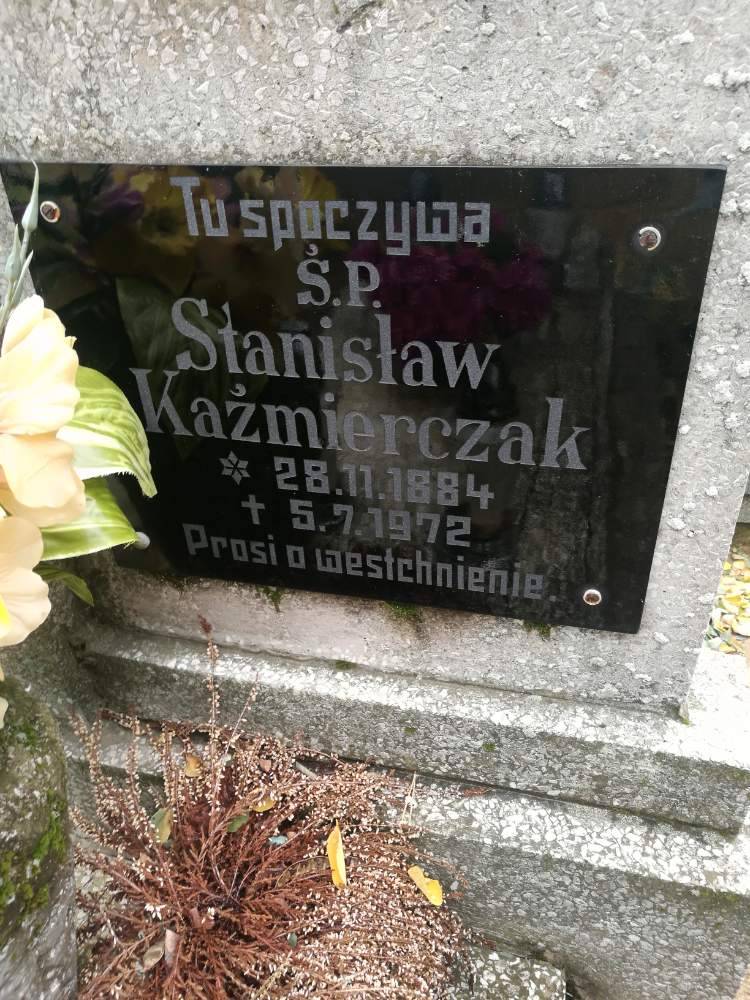 Tu spoczywa
Ś.P.
Stanisław
Kaźmierczak
* 28.11.1884
† 5.7.1972
Prosi o westchnienie.